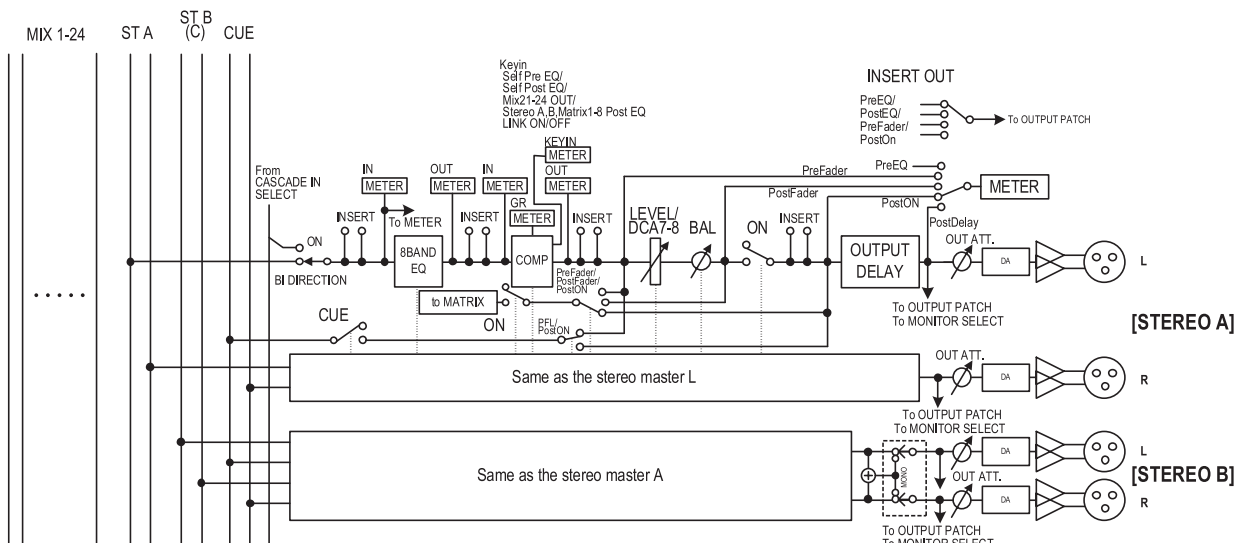 MIX 1-24
ST A
ST B
(C)
CUE
Keyin
Self Pre EQ/
Self Post EQ/
Mix21-24 OUT/
Stereo A,B,Matrix1-8 Post EQ
LINK ON/OFF
INSERT OUT
PreEQ/
PostEQ/
PreFader/
PostOn
To OUTPUT PATCH
From
CASCADE IN
SELECT
IN
METER
OUT
METER
IN
METER
KEYIN
METER
OUT
METER
GR
METER
PreFader
PreEQ
PostFader
METER
PostON
PostDelay
ON
INSERT
To METER
INSERT
INSERT
LEVEL/
DCA7-8
BAL
ON
INSERT
OUT ATT.
BI DIRECTION
8BAND
EQ
COMP
OUTPUT
DELAY
DA
L
PreFader/
PostFader/
PostON
to MATRIX
ON
To OUTPUT PATCH
To MONITOR SELECT
[STEREO A]
CUE
PFL/
PostON
Same as the stereo master L
OUT ATT.
DA
R
To OUTPUT PATCH
To MONITOR SELECT
Same as the stereo master A
MONO
DA
L
OUT ATT.
[STEREO B]
DA
R
To OUTPUT PATCH
To MONITOR SELECT